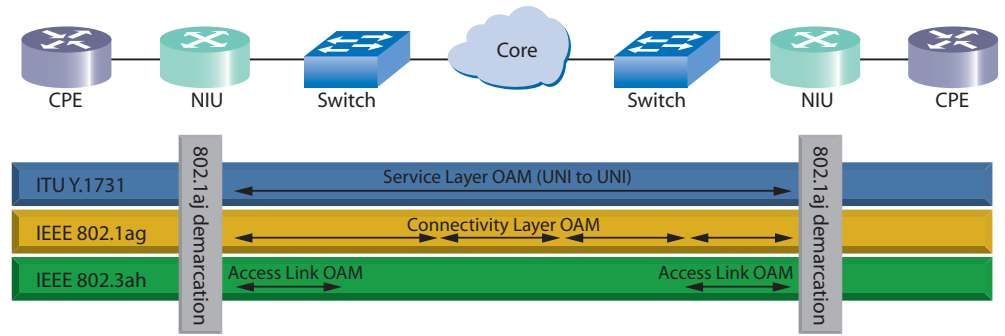 Core
CPE
NIU
Switch
Switch
NIU
CPE
802.1aj demarcation
802.1aj demarcation
ITU Y.1731
Service Layer OAM (UNI to UNI)
IEEE 802.1ag
Connectivity Layer OAM
IEEE 802.3ah
Access Link OAM
Access Link OAM